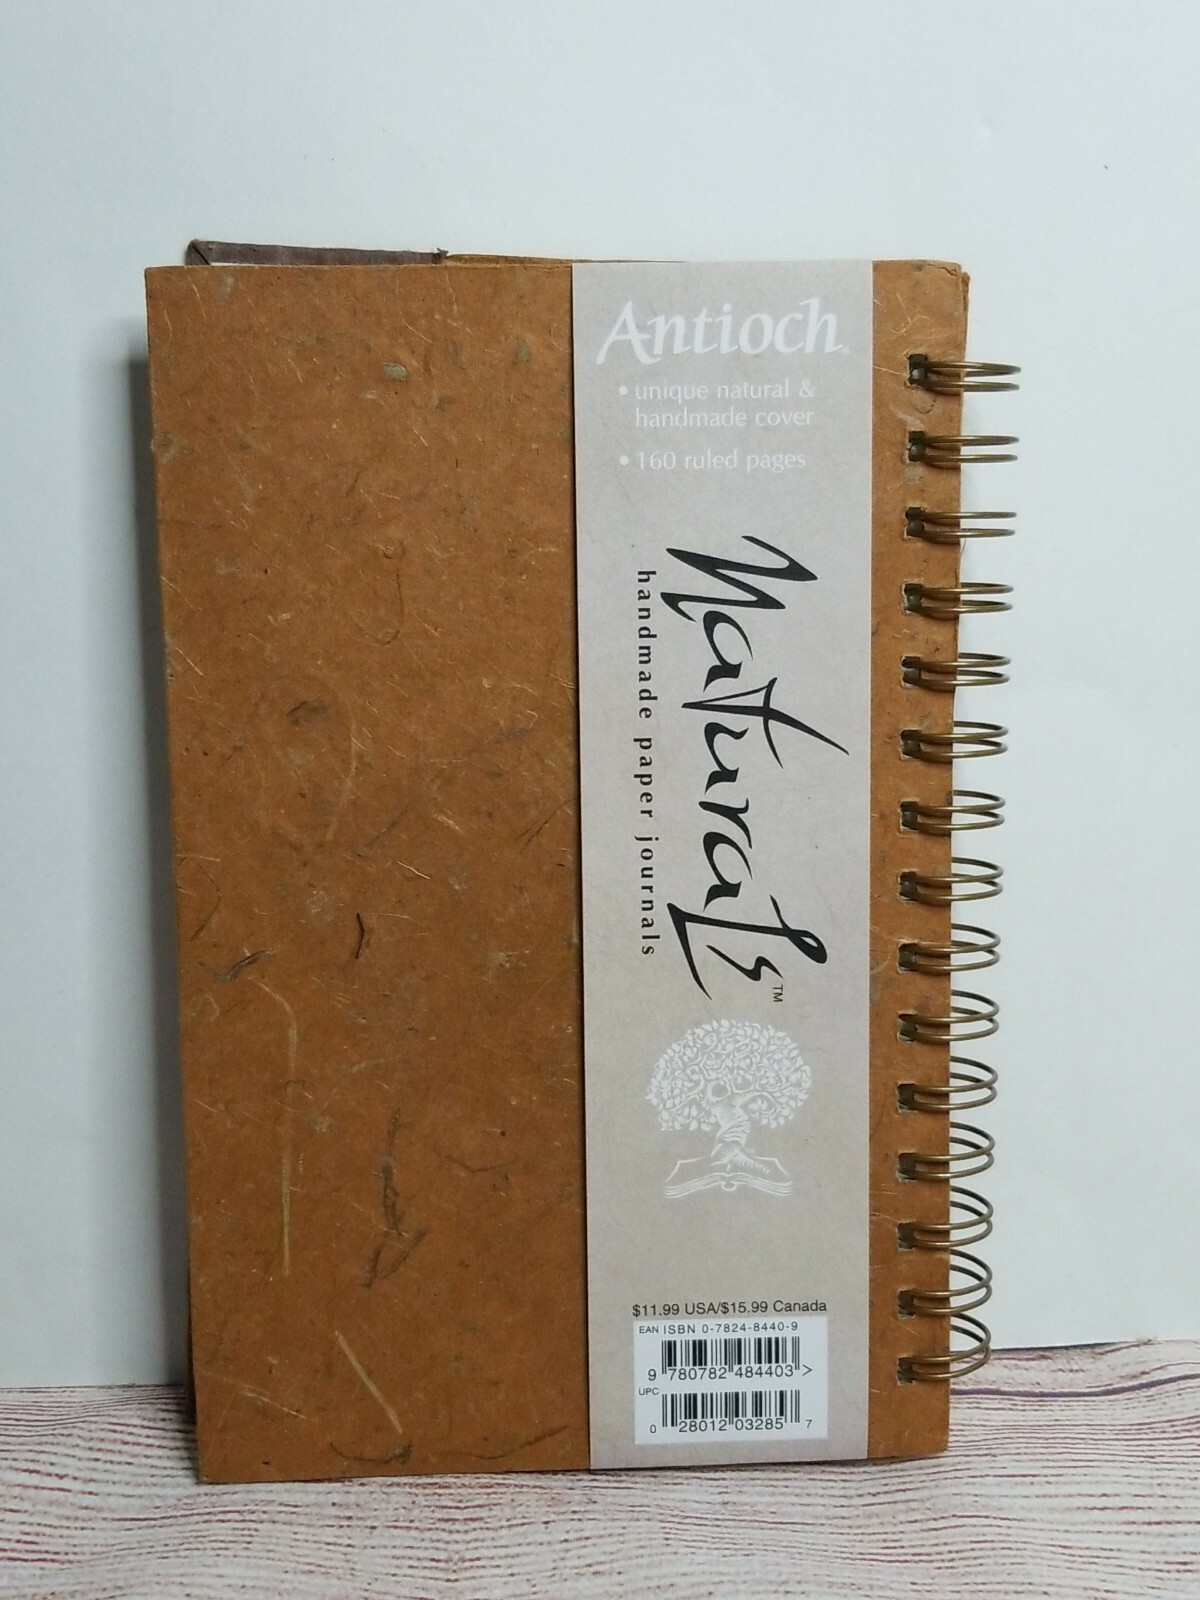 Antioch®
• unique natural &
handmade cover
• 160 ruled pages
Naturals™
handmade paper journals
$11.99 USA/$15.99 Canada
EAN ISBN 0-7824-8440-9
9 780782 484403 >
UPC
0 28012 03285 7